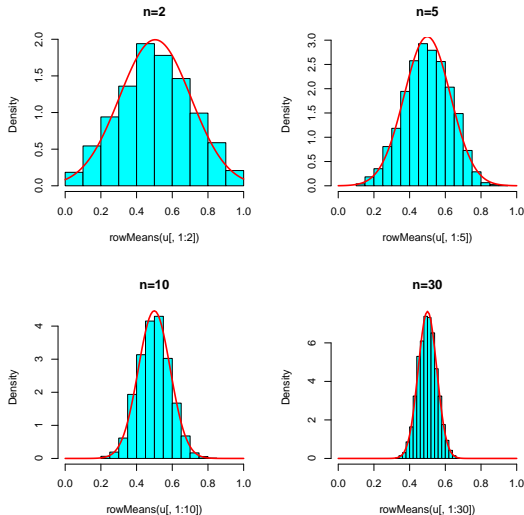 n=2
Density
2.0
1.5
1.0
0.5
0.0
0.0 0.2 0.4 0.6 0.8 1.0
rowMeans(u[, 1:2])
n=5
Density
3.0
2.5
2.0
1.5
1.0
0.5
0.0
0.0 0.2 0.4 0.6 0.8 1.0
rowMeans(u[, 1:5])
n=10
Density
4
3
2
1
0
0.0 0.2 0.4 0.6 0.8 1.0
rowMeans(u[, 1:10])
n=30
Density
6
4
2
0
0.0 0.2 0.4 0.6 0.8 1.0
rowMeans(u[, 1:30])